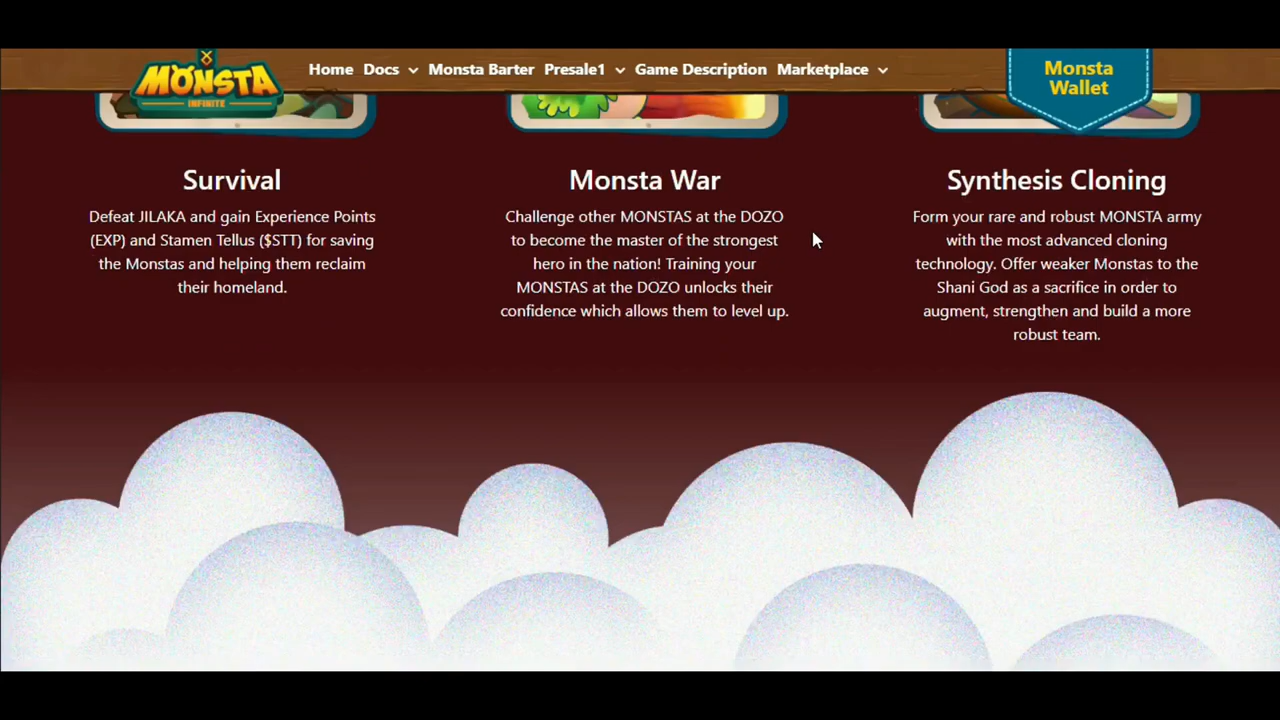 MONSTA
INFINITE
Home Docs Monsta Barter Presale1 Game Description Marketplace
Monsta
Wallet
Survival
Defeat JILAKA and gain Experience Points
(EXP) and Stamen Tellus ($STT) for saving
the Monstas and helping them reclaim
their homeland.
Monsta War
Challenge other MONSTAS at the DOZO
to become the master of the strongest
hero in the nation! Training your
MONSTAS at the DOZO unlocks their
confidence which allows them to level up.
Synthesis Cloning
Form your rare and robust MONSTA army
with the most advanced cloning
technology. Offer weaker Monstas to the
Shani God as a sacrifice in order to
augment, strengthen and build a more
robust team.